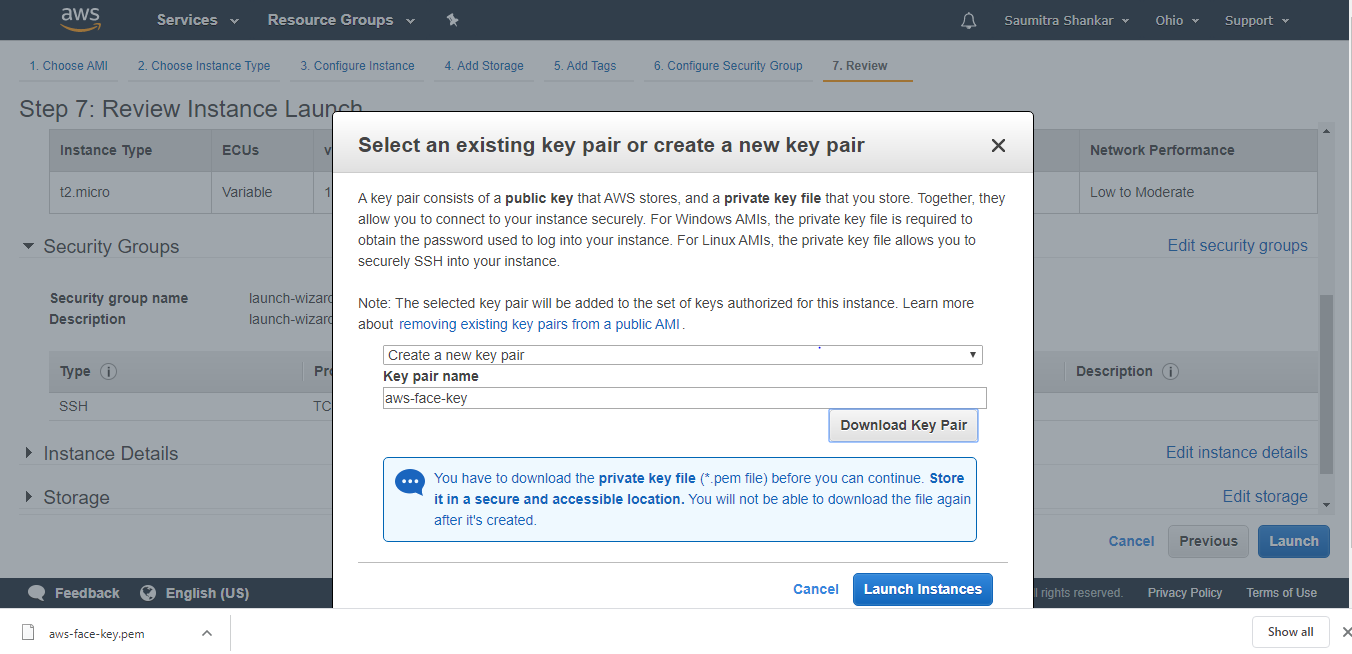 aws Services Resource Groups Saumitra Shankar Ohio Support
1. Choose AMI 2. Choose Instance Type 3. Configure Instance 4. Add Storage 5. Add Tags 6. Configure Security Group 7. Review
Step 7: Review Instance Launch
Instance Type ECUs v Network Performance
t2.micro Variable 1 Low to Moderate
Security Groups Edit security groups
Security group name launch-wizard
Description launch-wizard
Type i Pro Description i
SSH TC
Instance Details Edit instance details
Storage Edit storage
Cancel Previous Launch
Select an existing key pair or create a new key pair
A key pair consists of a public key that AWS stores, and a private key file that you store. Together, they
allow you to connect to your instance securely. For Windows AMIs, the private key file is required to
obtain the password used to log into your instance. For Linux AMIs, the private key file allows you to
securely SSH into your instance.
Note: The selected key pair will be added to the set of keys authorized for this instance. Learn more
about removing existing key pairs from a public AMI .
Create a new key pair
Key pair name
aws-face-key
Download Key Pair
You have to download the private key file (*.pem file) before you can continue. Store
it in a secure and accessible location. You will not be able to download the file again
after it's created.
Cancel Launch Instances
Feedback English (US) rights reserved. Privacy Policy Terms of Use
aws-face-key.pem Show all